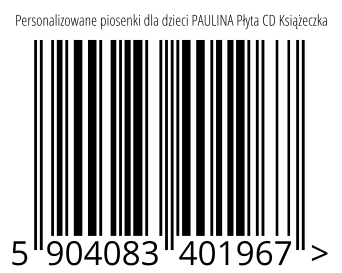 Personalizowane piosenki dla dzieci PAULINA Płyta CD Książeczka
5 904083 401967 >